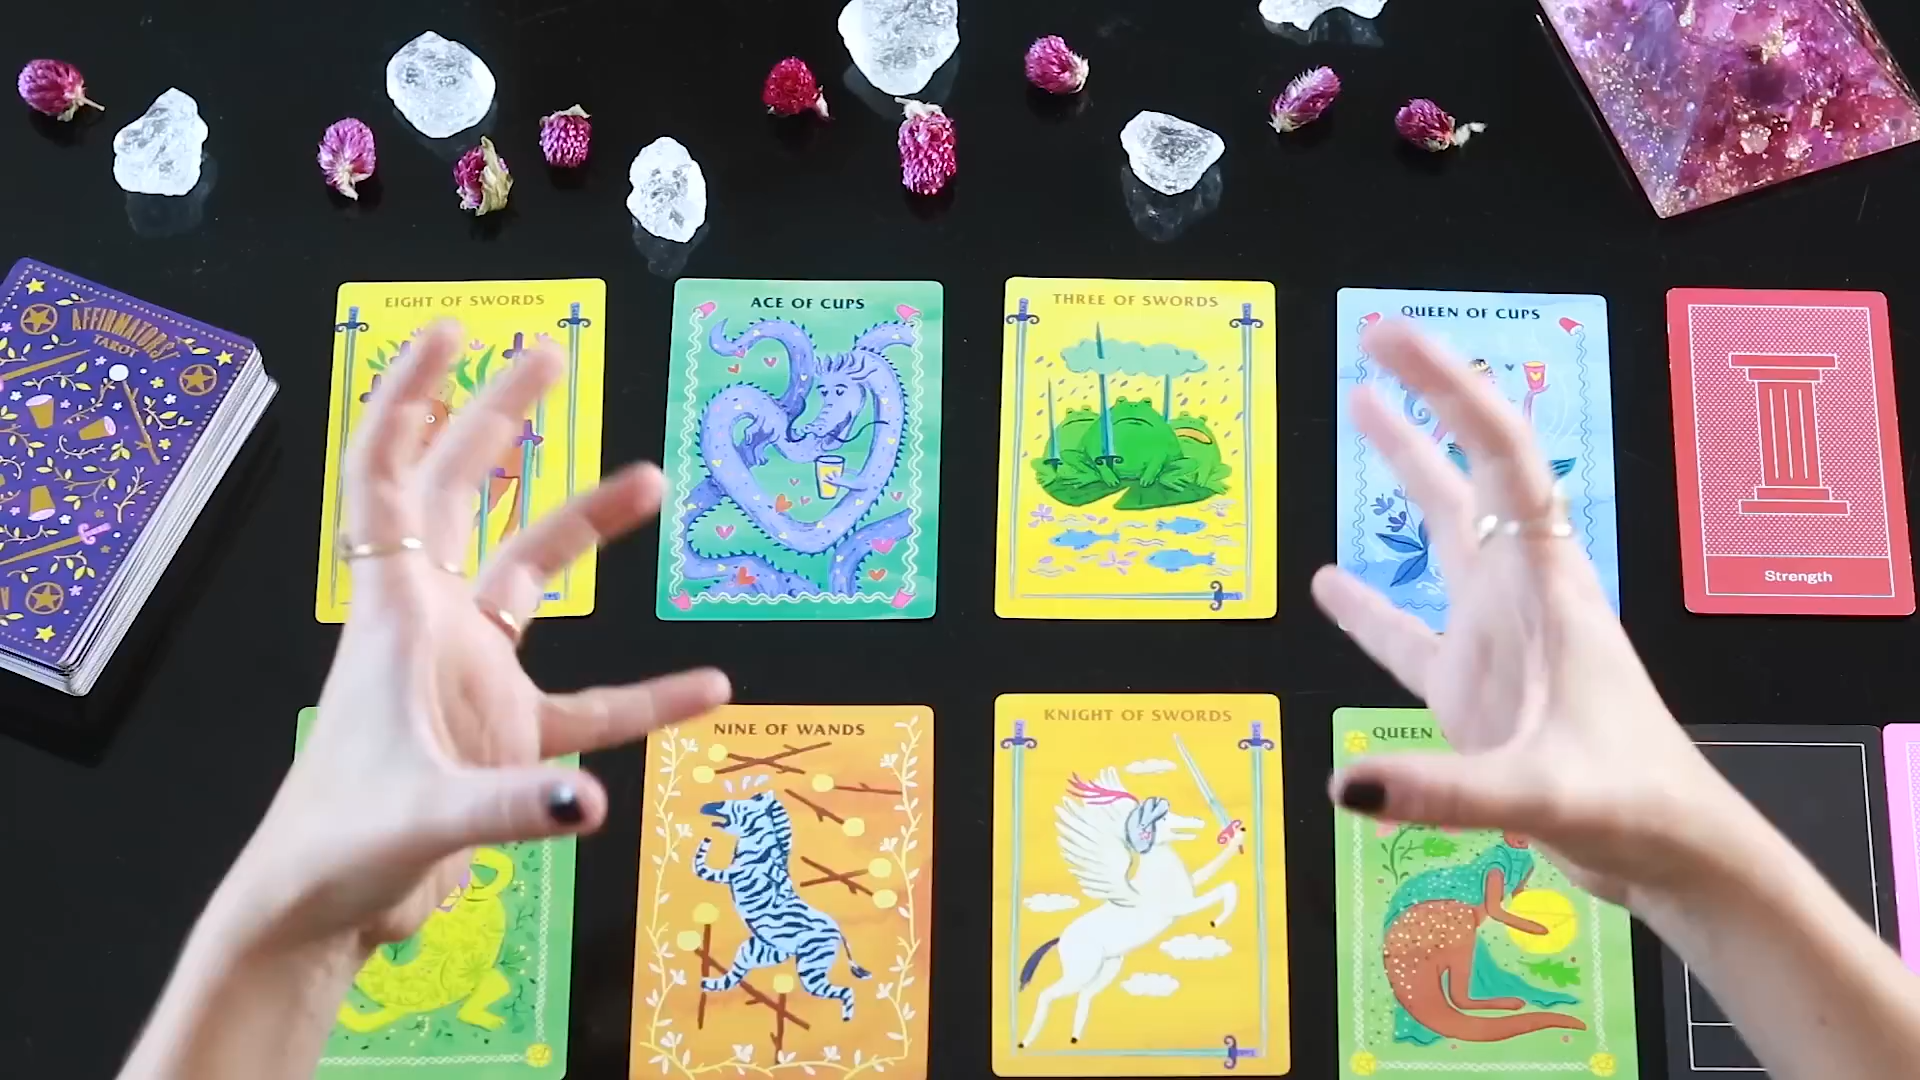 AFFIRMATORS!
TAROT
EIGHT OF SWORDS
ACE OF CUPS
THREE OF SWORDS
QUEEN OF CUPS
Strength
NINE OF WANDS
KNIGHT OF SWORDS
QUEEN